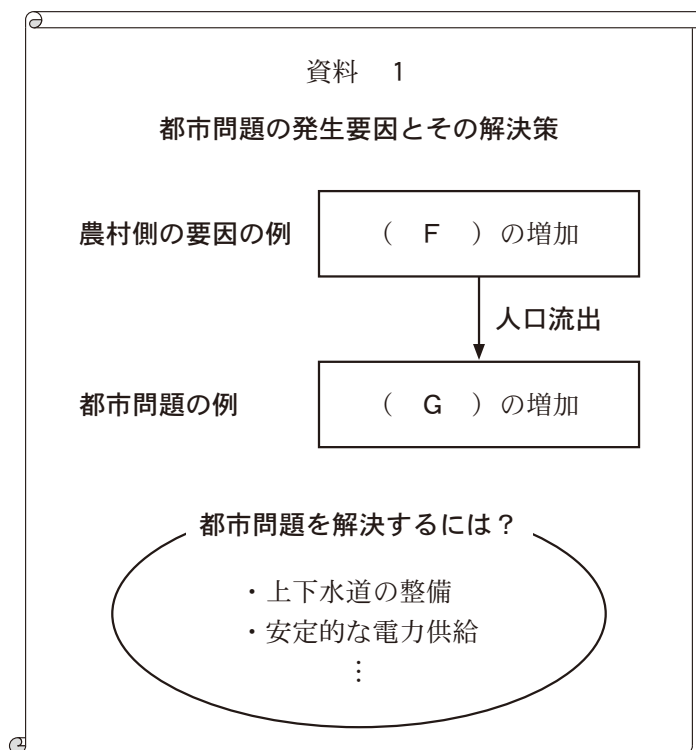 資料 1
都市問題の発生要因とその解決策
農村側の要因の例
( F )の増加
人口流出
都市問題の例
( G )の増加
都市問題を解決するには?
・上下水道の整備
・安定的な電力供給
⋮